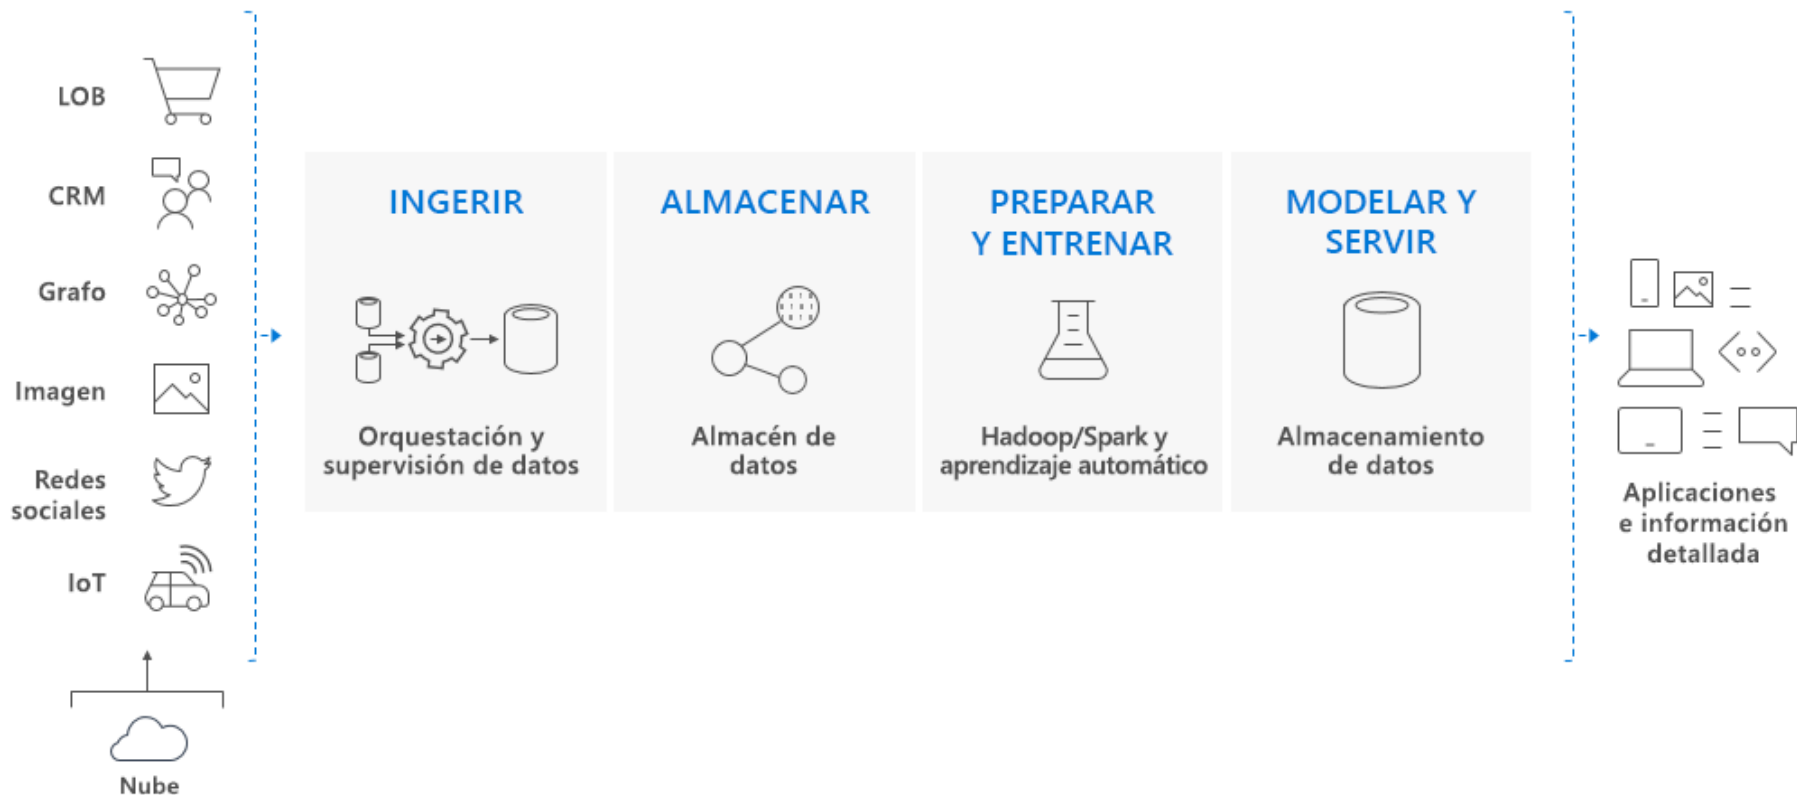 LOB
CRM
Grafo
Imagen
Redes
sociales
IoT
Nube
INGERIR
Orquestación y
supervisión de datos
ALMACENAR
Almacén de
datos
PREPARAR
Y ENTRENAR
Hadoop/Spark y
aprendizaje automático
MODELAR Y
SERVIR
Almacenamiento
de datos
Aplicaciones
e información
detallada